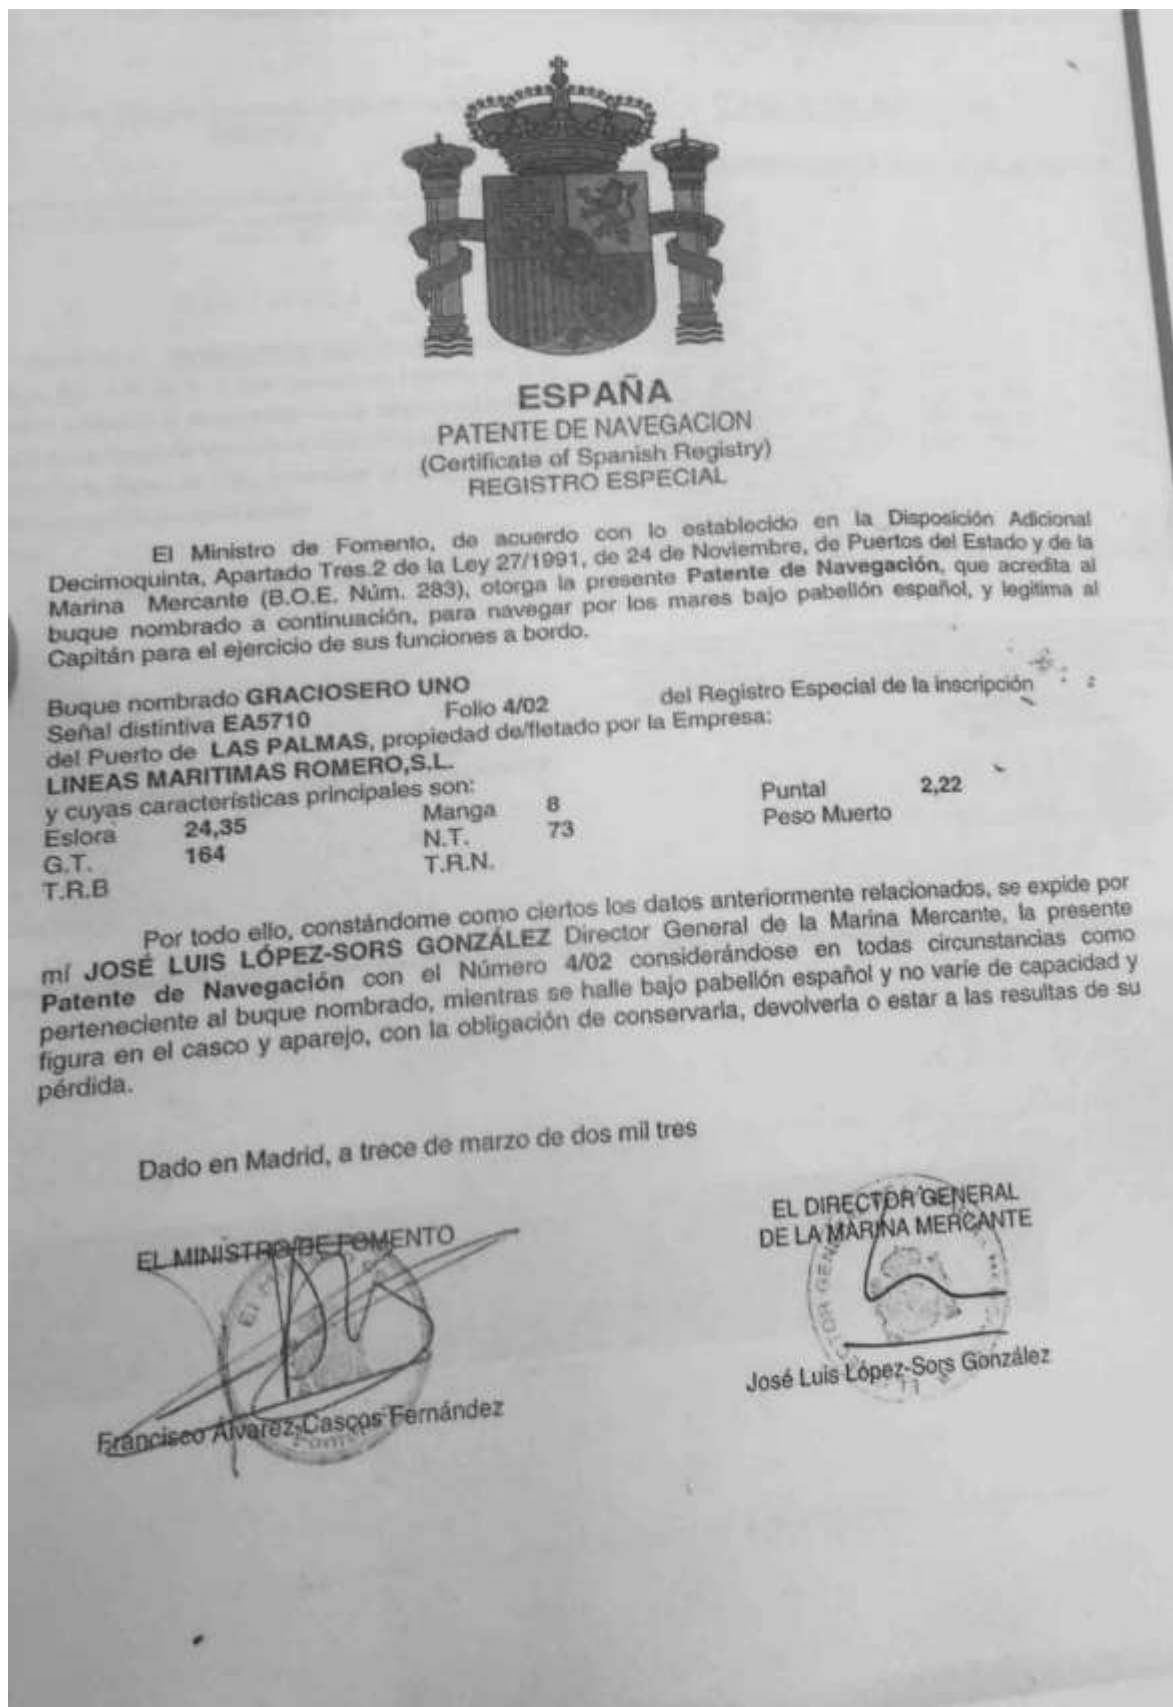 ESPAÑA
PATENTE DE NAVEGACION
(Certificate of Spanish Registry)
REGISTRO ESPECIAL
El Ministro de Fomento, de acuerdo con lo establecido en la Disposición Adicional
Decimoquinta, Apartado Tres.2 de la Ley 27/1991, de 24 de Noviembre, de Puertos del Estado y de la
Marina Mercante (B.O.E. Núm. 283), otorga la presente Patente de Navegación, que acredita al
buque nombrado a continuación, para navegar por los mares bajo pabellón español, y legitima al
Capitán para el ejercicio de sus funciones a bordo.
Buque nombrado GRACIOSERO UNO
Señal distintiva EA5710 Folio 4/02 del Registro Especial de la inscripción
del Puerto de LAS PALMAS, propiedad de/fletado por la Empresa:
LINEAS MARITIMAS ROMERO,S.L.
y cuyas características principales son:
Eslora 24,35 Manga 8 Puntal 2,22
G.T. 164 N.T. 73 Peso Muerto
T.R.B T.R.N.
Por todo ello, constándome como ciertos los datos anteriormente relacionados, se expide por
mí JOSÉ LUIS LÓPEZ-SORS GONZÁLEZ Director General de la Marina Mercante, la presente
Patente de Navegación con el Número 4/02 considerándose en todas circunstancias como
perteneciente al buque nombrado, mientras se halle bajo pabellón español y no varíe de capacidad y
figura en el casco y aparejo, con la obligación de conservarla, devolverla o estar a las resultas de su
pérdida.
Dado en Madrid, a trece de marzo de dos mil tres
EL MINISTRO DE FOMENTO
Francisco Álvarez-Cascos Fernández
EL DIRECTOR GENERAL
DE LA MARINA MERCANTE
José Luis López-Sors González